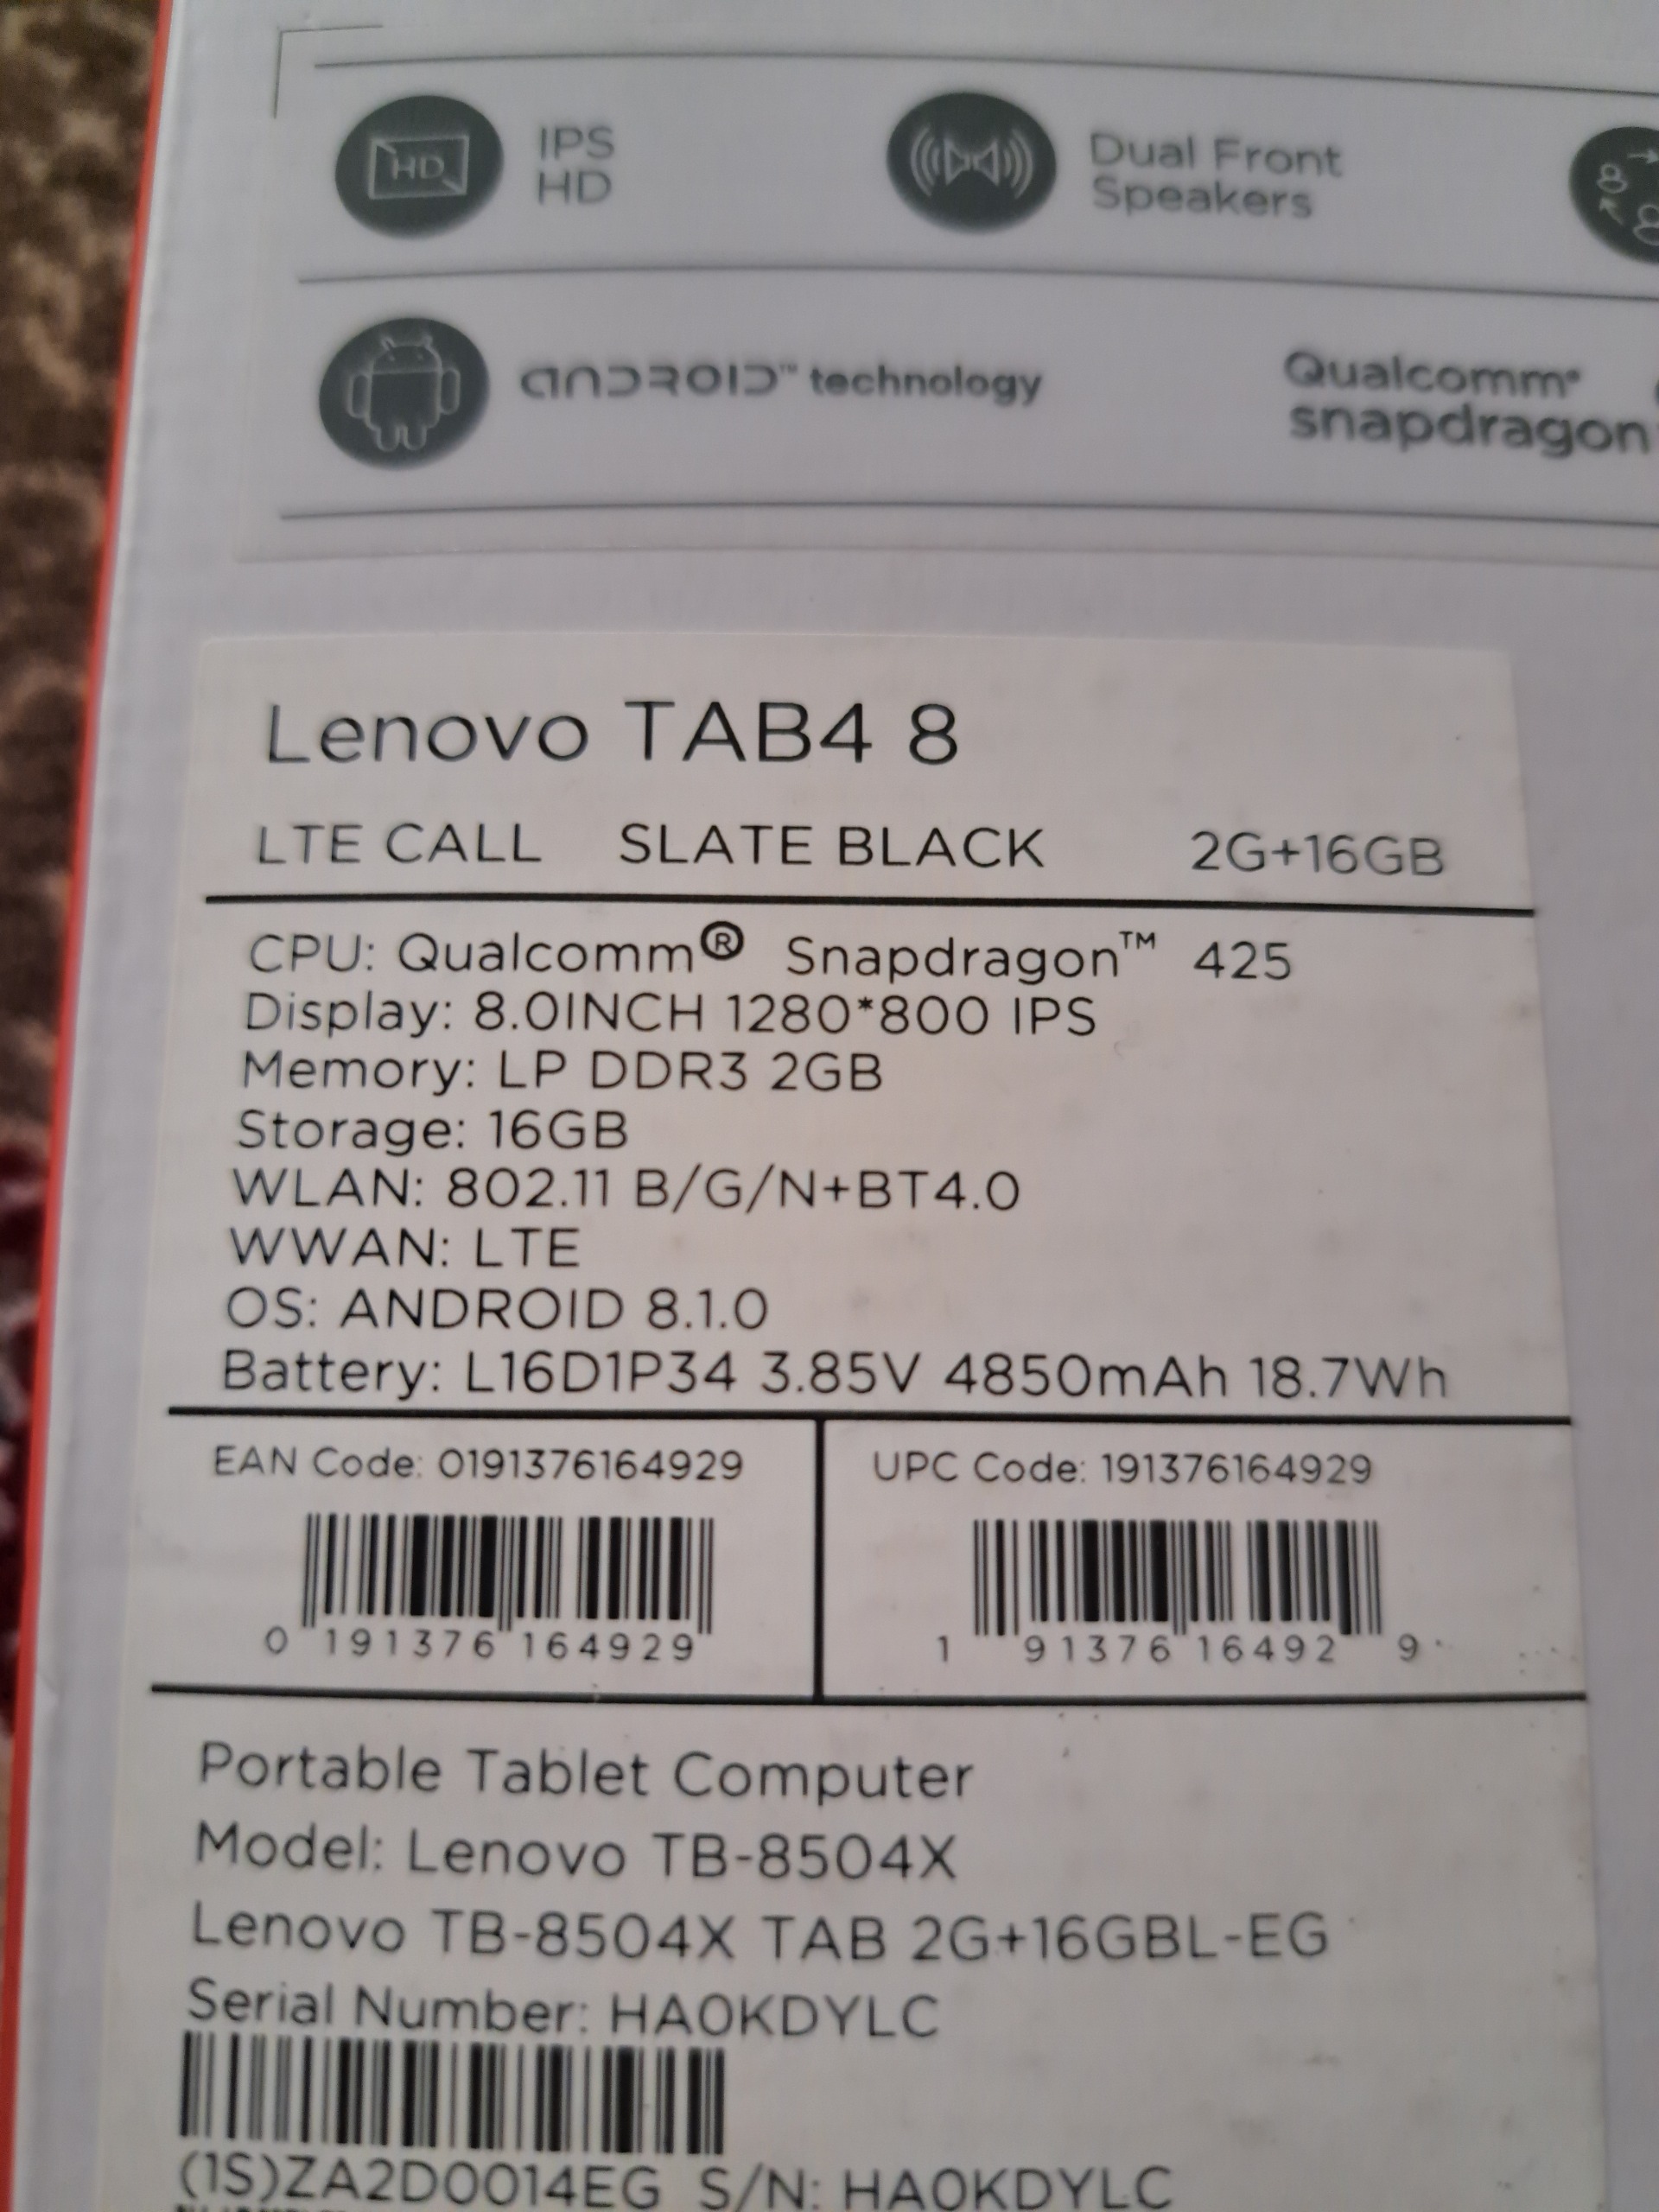 HD
IPS
HD
Dual Front
Speakers
ANDROID™ technology
Qualcomm®
snapdragon
Lenovo TAB4 8
LTE CALL SLATE BLACK 2G+16GB
CPU: Qualcomm® Snapdragon™ 425
Display: 8.0INCH 1280*800 IPS
Memory: LP DDR3 2GB
Storage: 16GB
WLAN: 802.11 B/G/N+BT4.0
WWAN: LTE
OS: ANDROID 8.1.0
Battery: L16D1P34 3.85V 4850mAh 18.7Wh
EAN Code: 0191376164929
0 191376 164929
UPC Code: 191376164929
1 91376 16492 9
Portable Tablet Computer
Model: Lenovo TB-8504X
Lenovo TB-8504X TAB 2G+16GBL-EG
Serial Number: HA0KDYLC
(1S)ZA2D0014EG S/N: HA0KDYLC